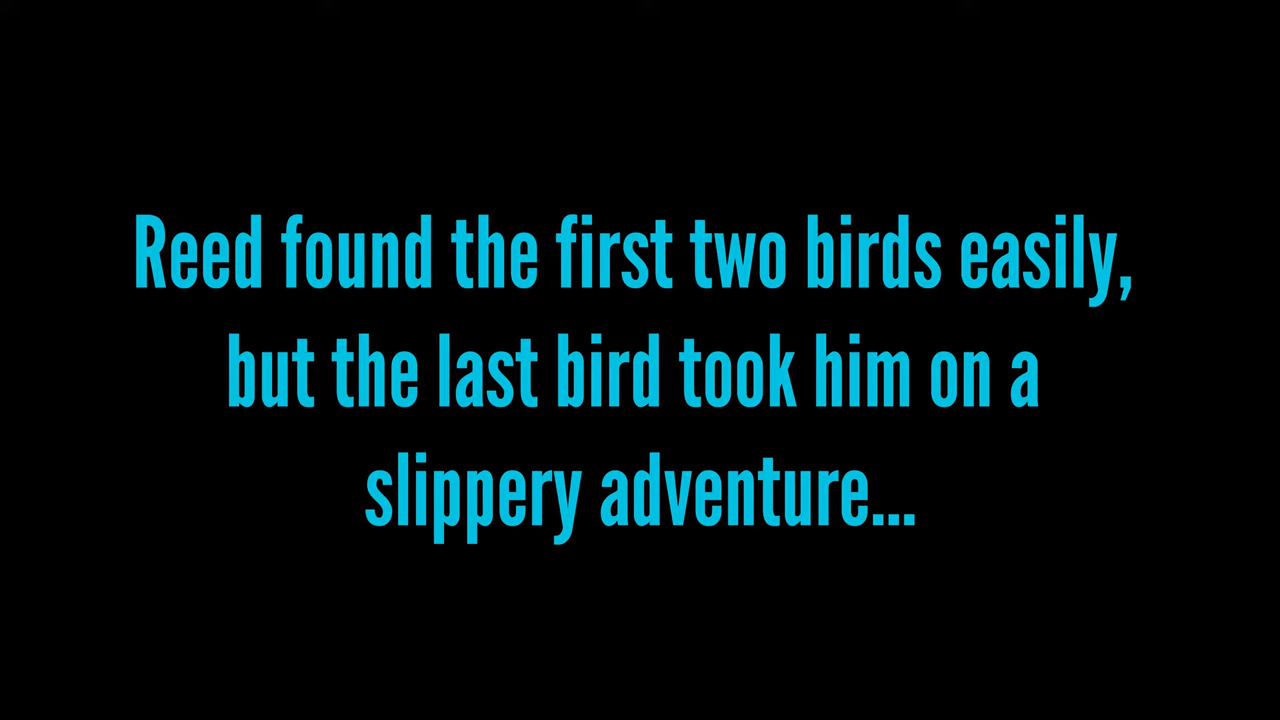 Reed found the first two birds easily,
but the last bird took him on a
slippery adventure...